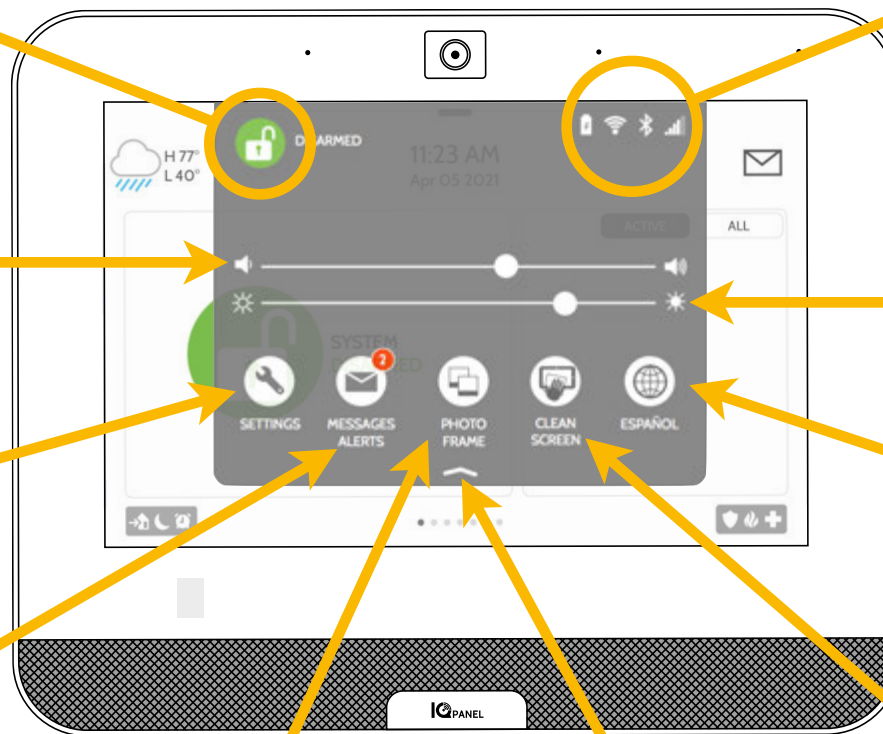 DISARMED
H 77°
L 40°
11:23 AM
Apr 05 2021
ACTIVE
ALL
SYSTEM
DISARMED
2
SETTINGS
MESSAGES
ALERTS
PHOTO
FRAME
CLEAN
SCREEN
ESPAÑOL
IQ PANEL